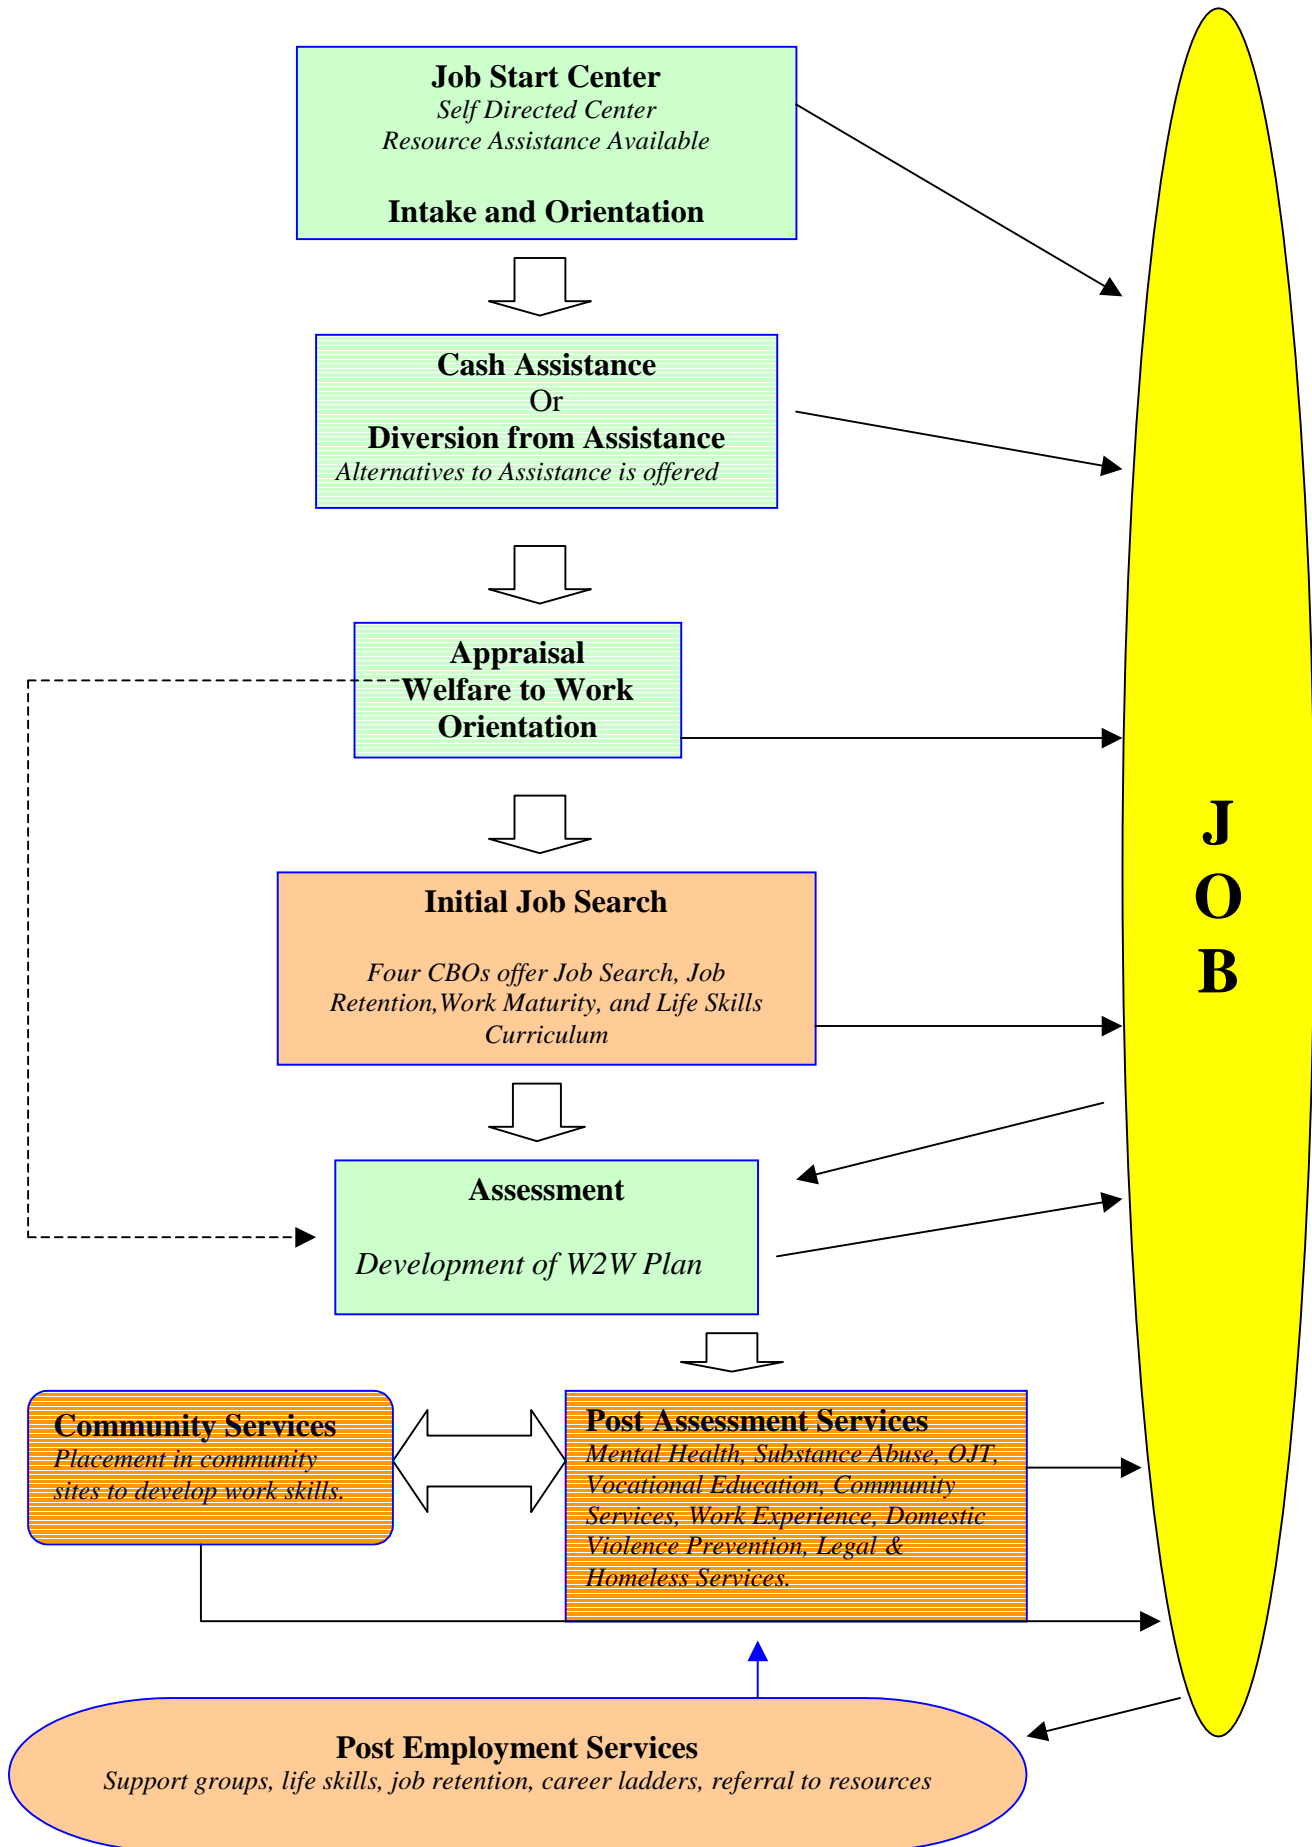 Job Start Center
Self Directed Center
Resource Assistance Available
Intake and Orientation
Cash Assistance
Or
Diversion from Assistance
Alternatives to Assistance is offered
Appraisal
Welfare to Work
Orientation
J
O
B
Initial Job Search
Four CBOs offer Job Search, Job
Retention,Work Maturity, and Life Skills
Curriculum
Assessment
Development of W2W Plan
Community Services
Placement in community
sites to develop work skills.
Post Assessment Services
Mental Health, Substance Abuse, OJT,
Vocational Education, Community
Services, Work Experience, Domestic
Violence Prevention, Legal &
Homeless Services.
Post Employment Services
Support groups, life skills, job retention, career ladders, referral to resources